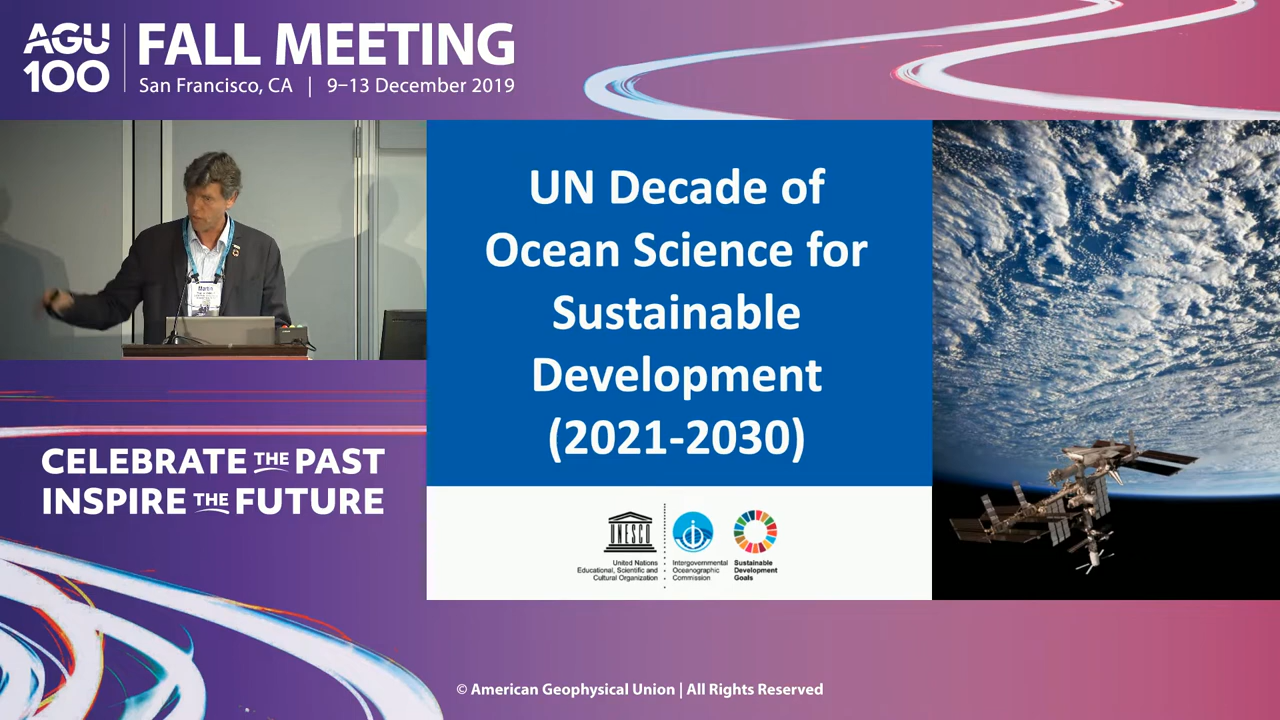 AGU
100
FALL MEETING
San Francisco, CA | 9–13 December 2019
Martin
UN Decade of
Ocean Science for
Sustainable
Development
(2021-2030)
CELEBRATE THE PAST
INSPIRE THE FUTURE
UNESCO
United Nations
Educational, Scientific and
Cultural Organization
Intergovernmental
Oceanographic
Commission
Sustainable
Development
Goals
© American Geophysical Union | All Rights Reserved